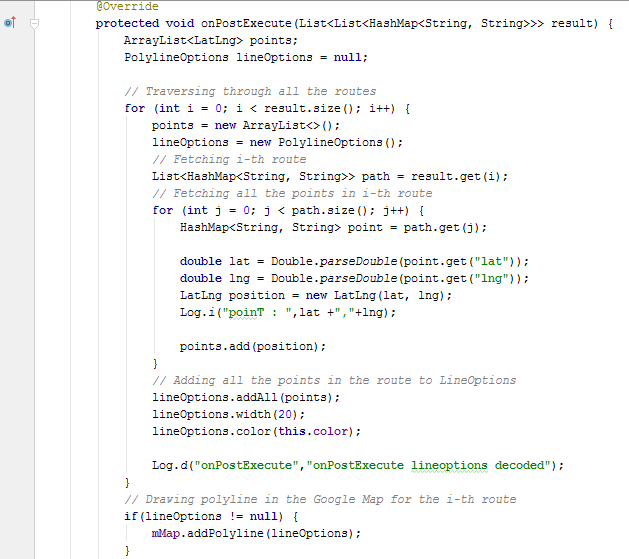 @Override
protected void onPostExecute(List<List<HashMap<String, String>>> result) {
    ArrayList<LatLng> points;
    PolylineOptions lineOptions = null;

    // Traversing through all the routes
    for (int i = 0; i < result.size(); i++) {
        points = new ArrayList<>();
        lineOptions = new PolylineOptions();
        // Fetching i-th route
        List<HashMap<String, String>> path = result.get(i);
        // Fetching all the points in i-th route
        for (int j = 0; j < path.size(); j++) {
            HashMap<String, String> point = path.get(j);

            double lat = Double.parseDouble(point.get("lat"));
            double lng = Double.parseDouble(point.get("lng"));
            LatLng position = new LatLng(lat, lng);
            Log.i("poinT : ",lat +","+lng);

            points.add(position);
        }
        // Adding all the points in the route to LineOptions
        lineOptions.addAll(points);
        lineOptions.width(20);
        lineOptions.color(this.color);

        Log.d("onPostExecute","onPostExecute lineoptions decoded");
    }
    // Drawing polyline in the Google Map for the i-th route
    if(lineOptions != null) {
        mMap.addPolyline(lineOptions);
    }